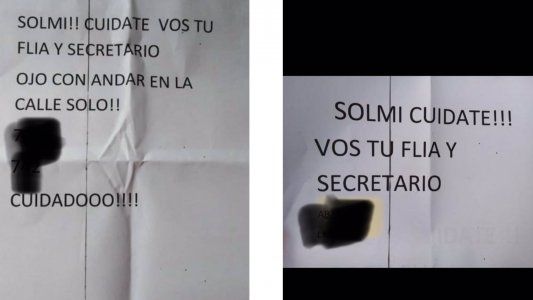 SOLMI!! CUIDATE VOS TU
FLIA Y SECRETARIO
OJO CON ANDAR EN LA
CALLE SOLO!!
CUIDADOOO!!!!
SOLMI CUIDATE!!!
VOS TU FLIA Y
SECRETARIO